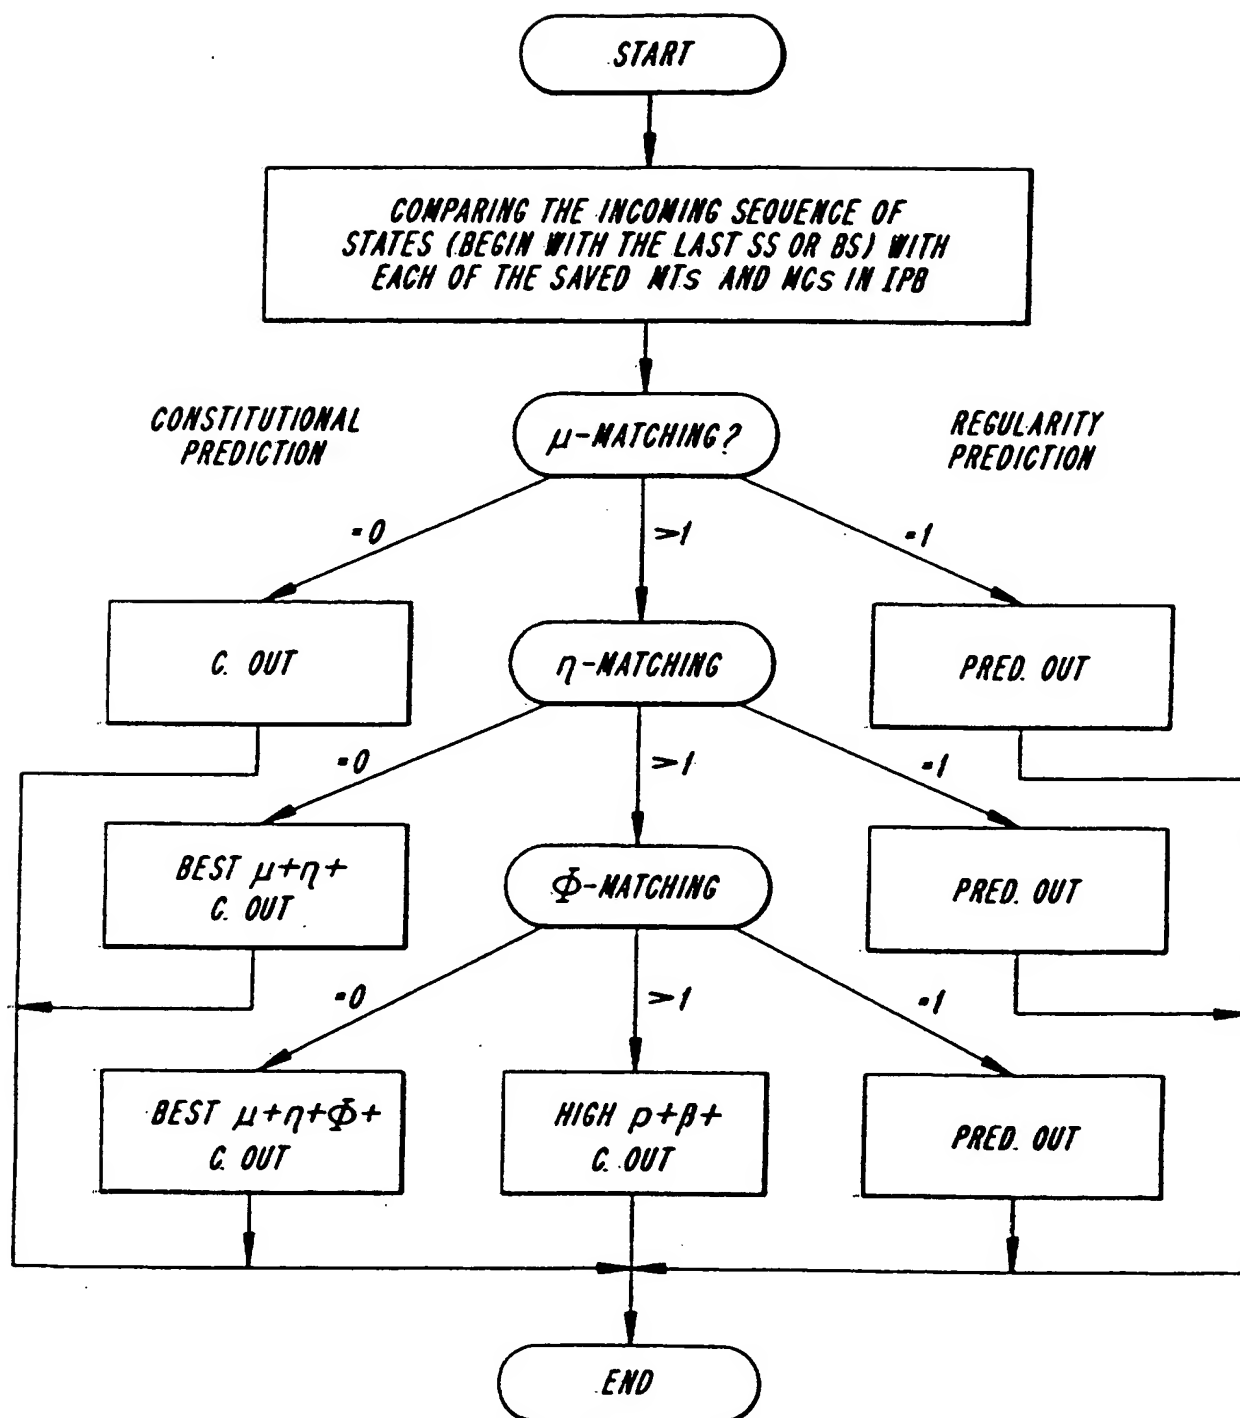 START
COMPARING THE INCOMING SEQUENCE OF
STATES (BEGIN WITH THE LAST SS OR BS) WITH
EACH OF THE SAVED MTs AND MCs IN IPB
CONSTITUTIONAL
PREDICTION
μ-MATCHING?
REGULARITY
PREDICTION
=0
>1
=1
C. OUT
η-MATCHING
PRED. OUT
=0
>1
=1
BEST μ+η+
C. OUT
Φ-MATCHING
PRED. OUT
=0
>1
=1
BEST μ+η+Φ+
C. OUT
HIGH p+β+
C. OUT
PRED. OUT
END